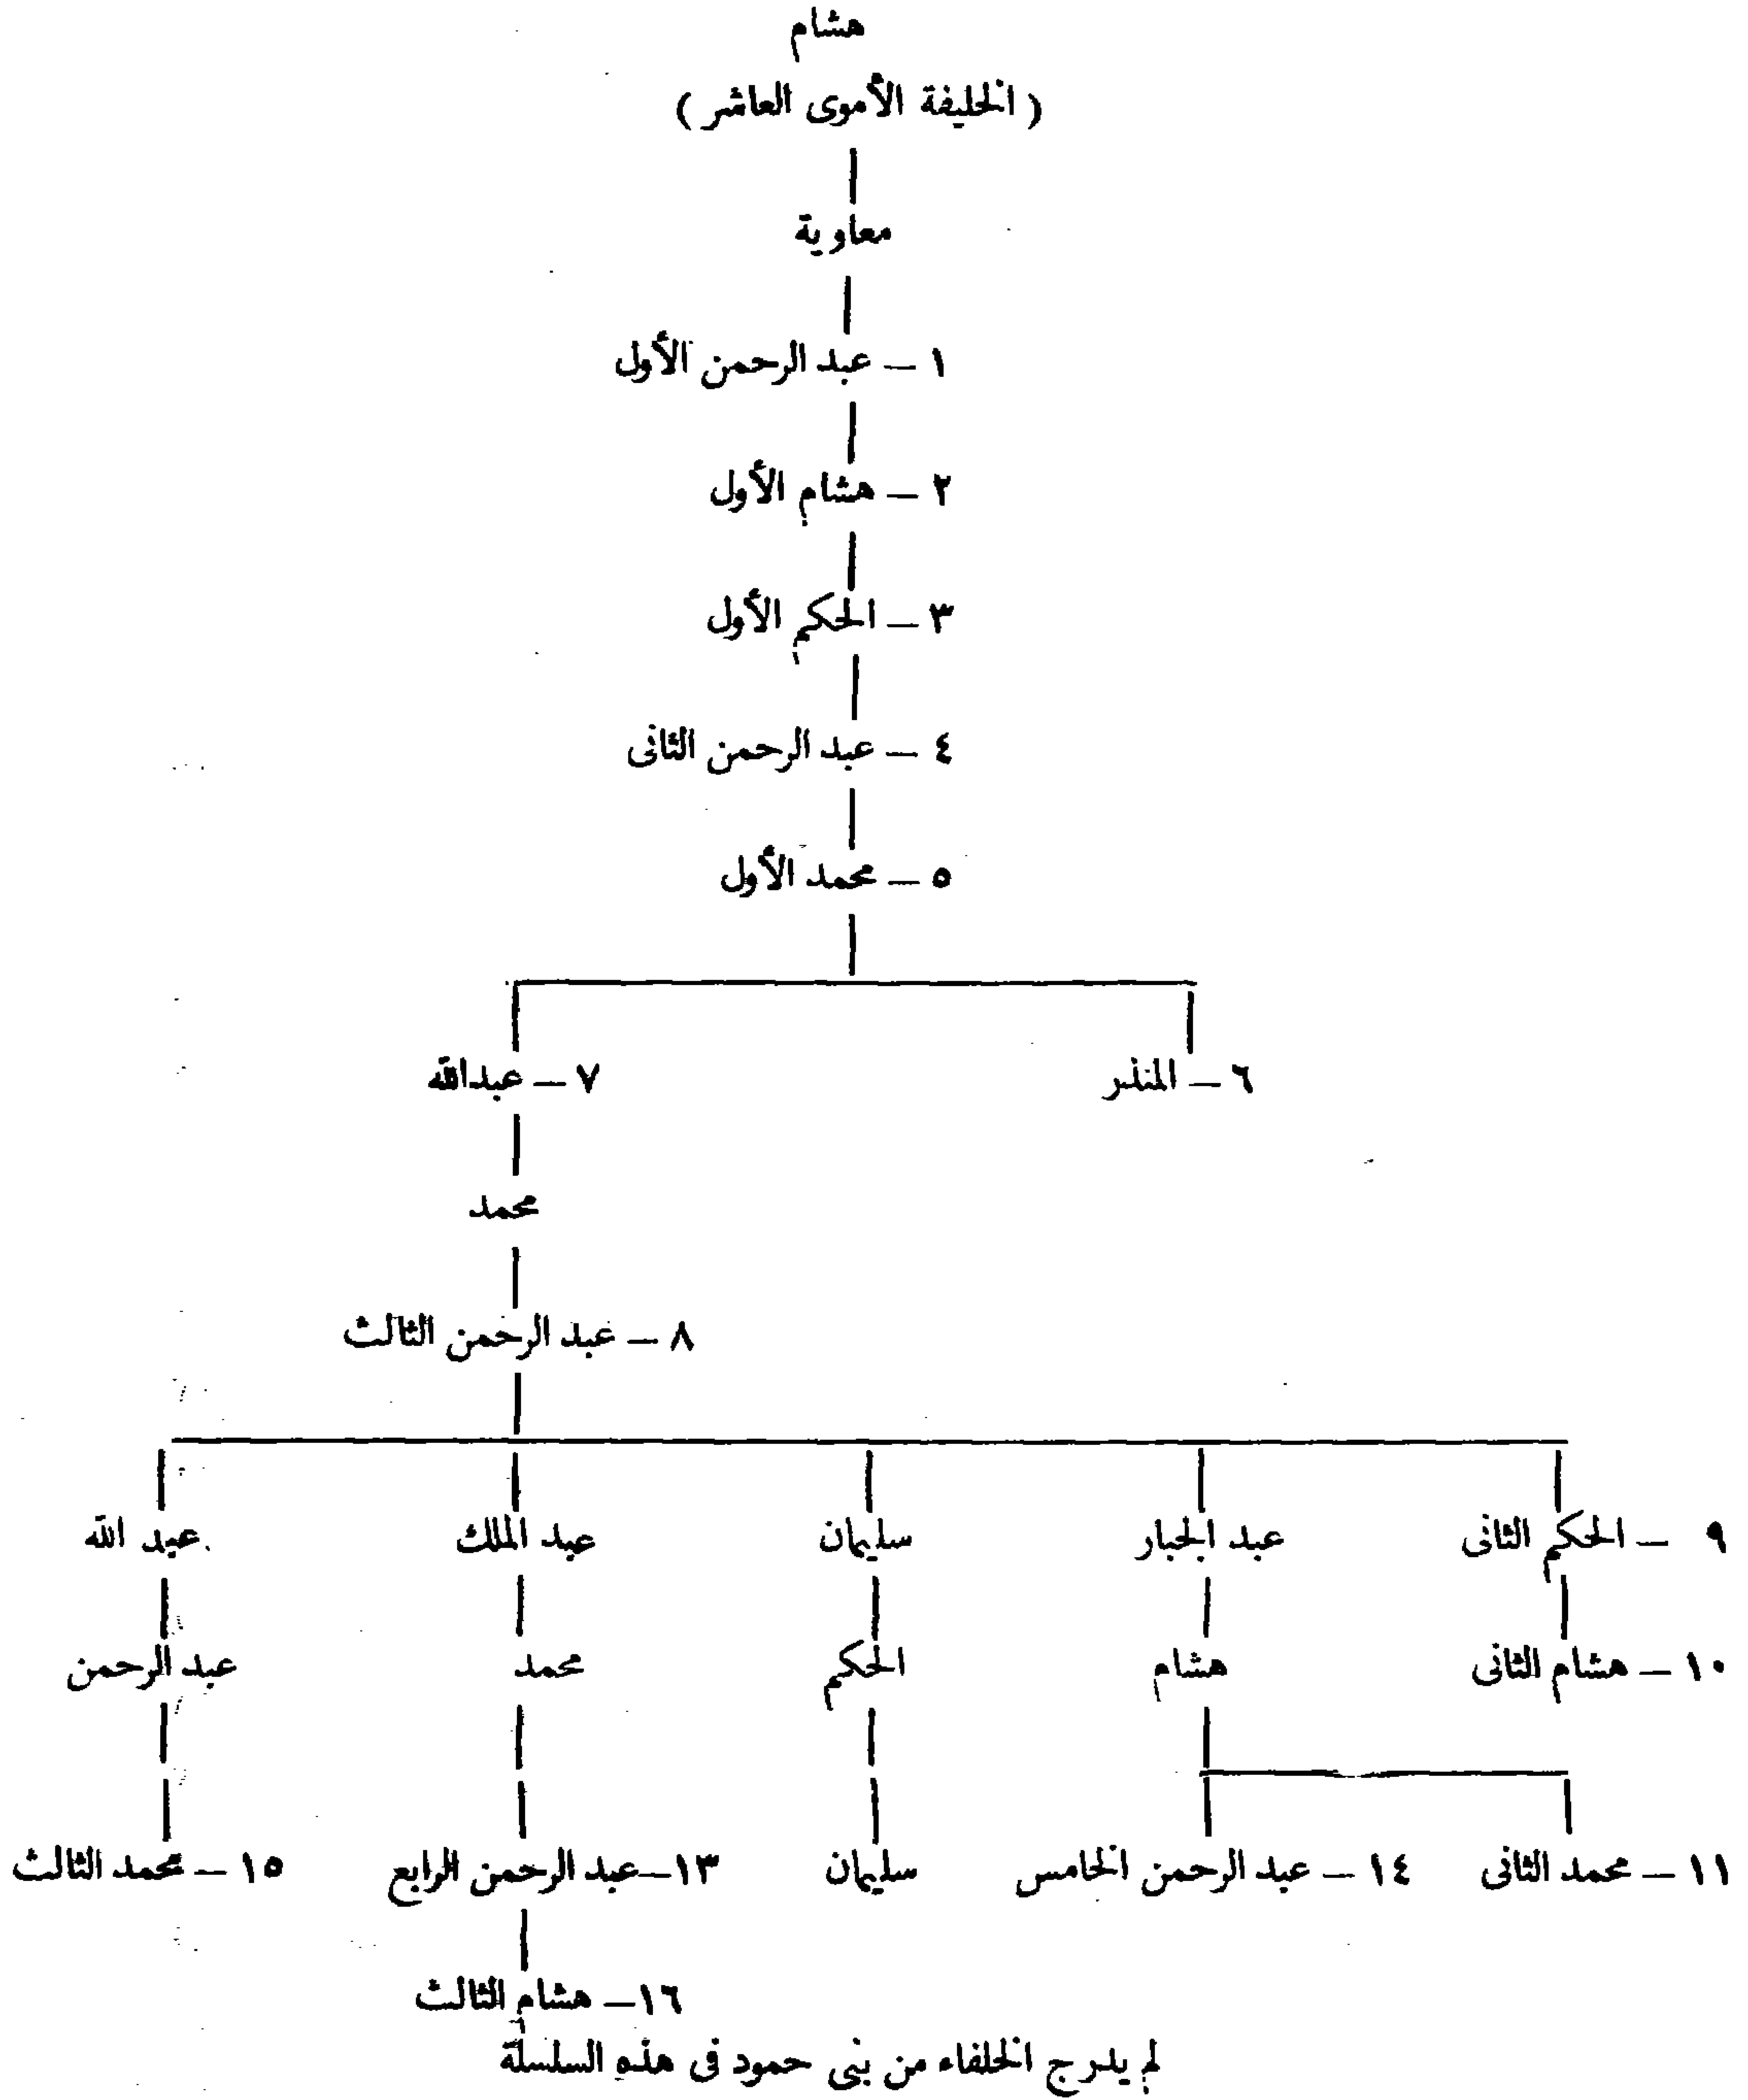 هشام
( الخليفة الأموى العاشر )
معاوية
١ – عبد الرحمن الأول
٢ – هشام الأول
٣ – الحكم الأول
٤ – عبد الرحمن الثانى
٥ – محمد الأول
٦ – المنذر ٧ – عبدالله
محمد
٨ – عبد الرحمن الثالث
٩ – الحكم الثانى عبد الجبار سليمان عبد الملك عبد الله
١٠ – هشام الثانى هشام الحكم محمد عبد الرحمن
١١ – محمد الثانى ١٤ – عبد الرحمن الخامس سليمان ١٣–عبد الرحمن الرابع ١٥ – محمد الثالث
١٦– هشام الثالث
لم يدرج الخلفاء من بنى حمود فى هذه السلسلة